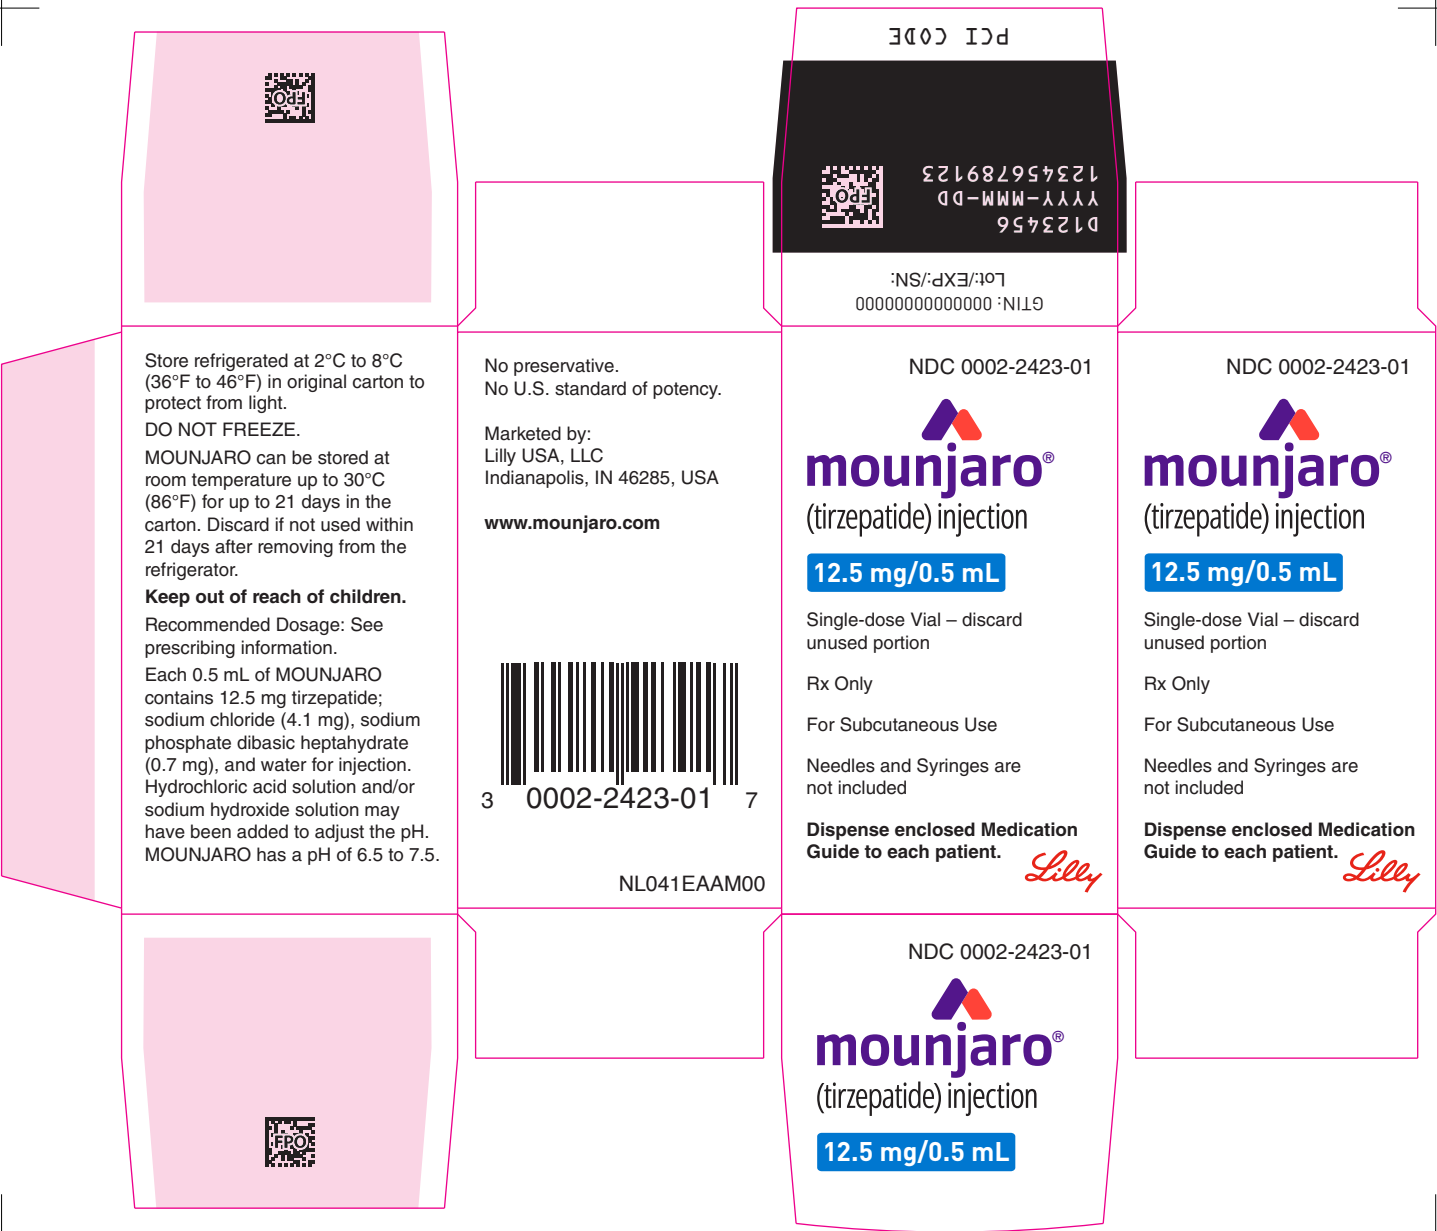 PCI CODE
FPO
D123456
YYYY-MMM-DD
123456789123
FPO
GTIN: 00000000000000
Lot:/EXP:/SN:
Store refrigerated at 2°C to 8°C
(36°F to 46°F) in original carton to
protect from light.
DO NOT FREEZE.
MOUNJARO can be stored at
room temperature up to 30°C
(86°F) for up to 21 days in the
carton. Discard if not used within
21 days after removing from the
refrigerator.
Keep out of reach of children.
Recommended Dosage: See
prescribing information.
Each 0.5 mL of MOUNJARO
contains 12.5 mg tirzepatide;
sodium chloride (4.1 mg), sodium
phosphate dibasic heptahydrate
(0.7 mg), and water for injection.
Hydrochloric acid solution and/or
sodium hydroxide solution may
have been added to adjust the pH.
MOUNJARO has a pH of 6.5 to 7.5.
No preservative.
No U.S. standard of potency.
Marketed by:
Lilly USA, LLC
Indianapolis, IN 46285, USA
www.mounjaro.com
3 0002-2423-01 7
NL041EAAM00
NDC 0002-2423-01
mounjaro®
(tirzepatide) injection
12.5 mg/0.5 mL
Single-dose Vial – discard
unused portion
Rx Only
For Subcutaneous Use
Needles and Syringes are
not included
Dispense enclosed Medication
Guide to each patient.
Lilly
NDC 0002-2423-01
mounjaro®
(tirzepatide) injection
12.5 mg/0.5 mL
Single-dose Vial – discard
unused portion
Rx Only
For Subcutaneous Use
Needles and Syringes are
not included
Dispense enclosed Medication
Guide to each patient.
Lilly
NDC 0002-2423-01
mounjaro®
(tirzepatide) injection
12.5 mg/0.5 mL
FPO